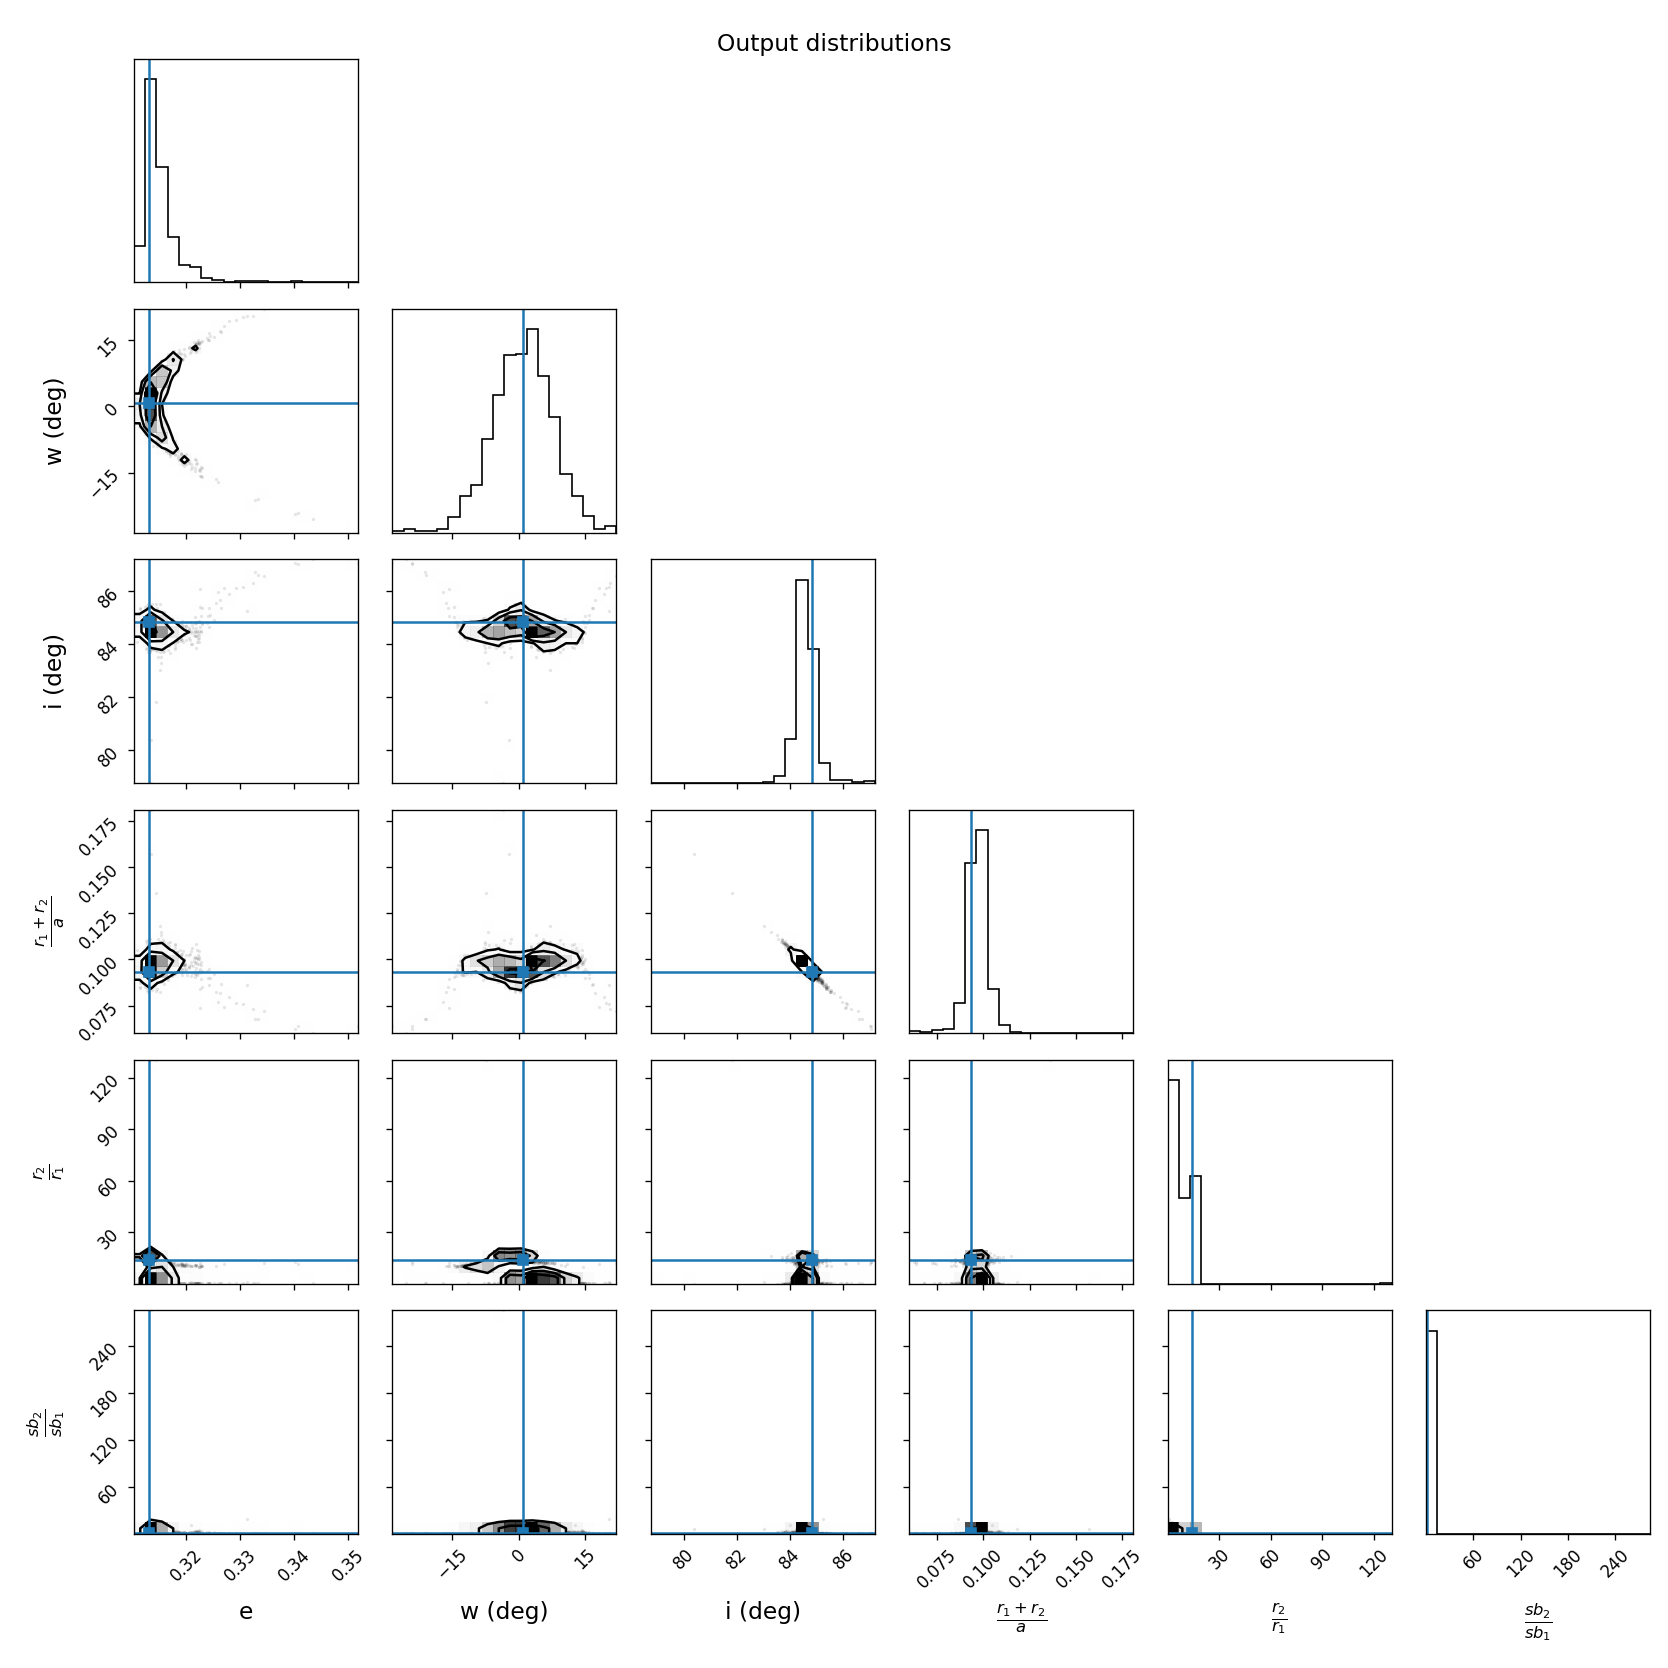 Output distributions
w (deg)
15
0
−15
i (deg)
86
84
82
80
r₁ + r₂
a
0.175
0.150
0.125
0.100
0.075
r₂
r₁
120
90
60
30
sb₂
sb₁
240
180
120
60
0.32 0.33 0.34 0.35 −15 0 15 80 82 84 86 0.075 0.100 0.125 0.150 0.175 30 60 90 120 60 120 180 240
e w (deg) i (deg) r₁ + r₂ r₂ sb₂
a r₁ sb₁